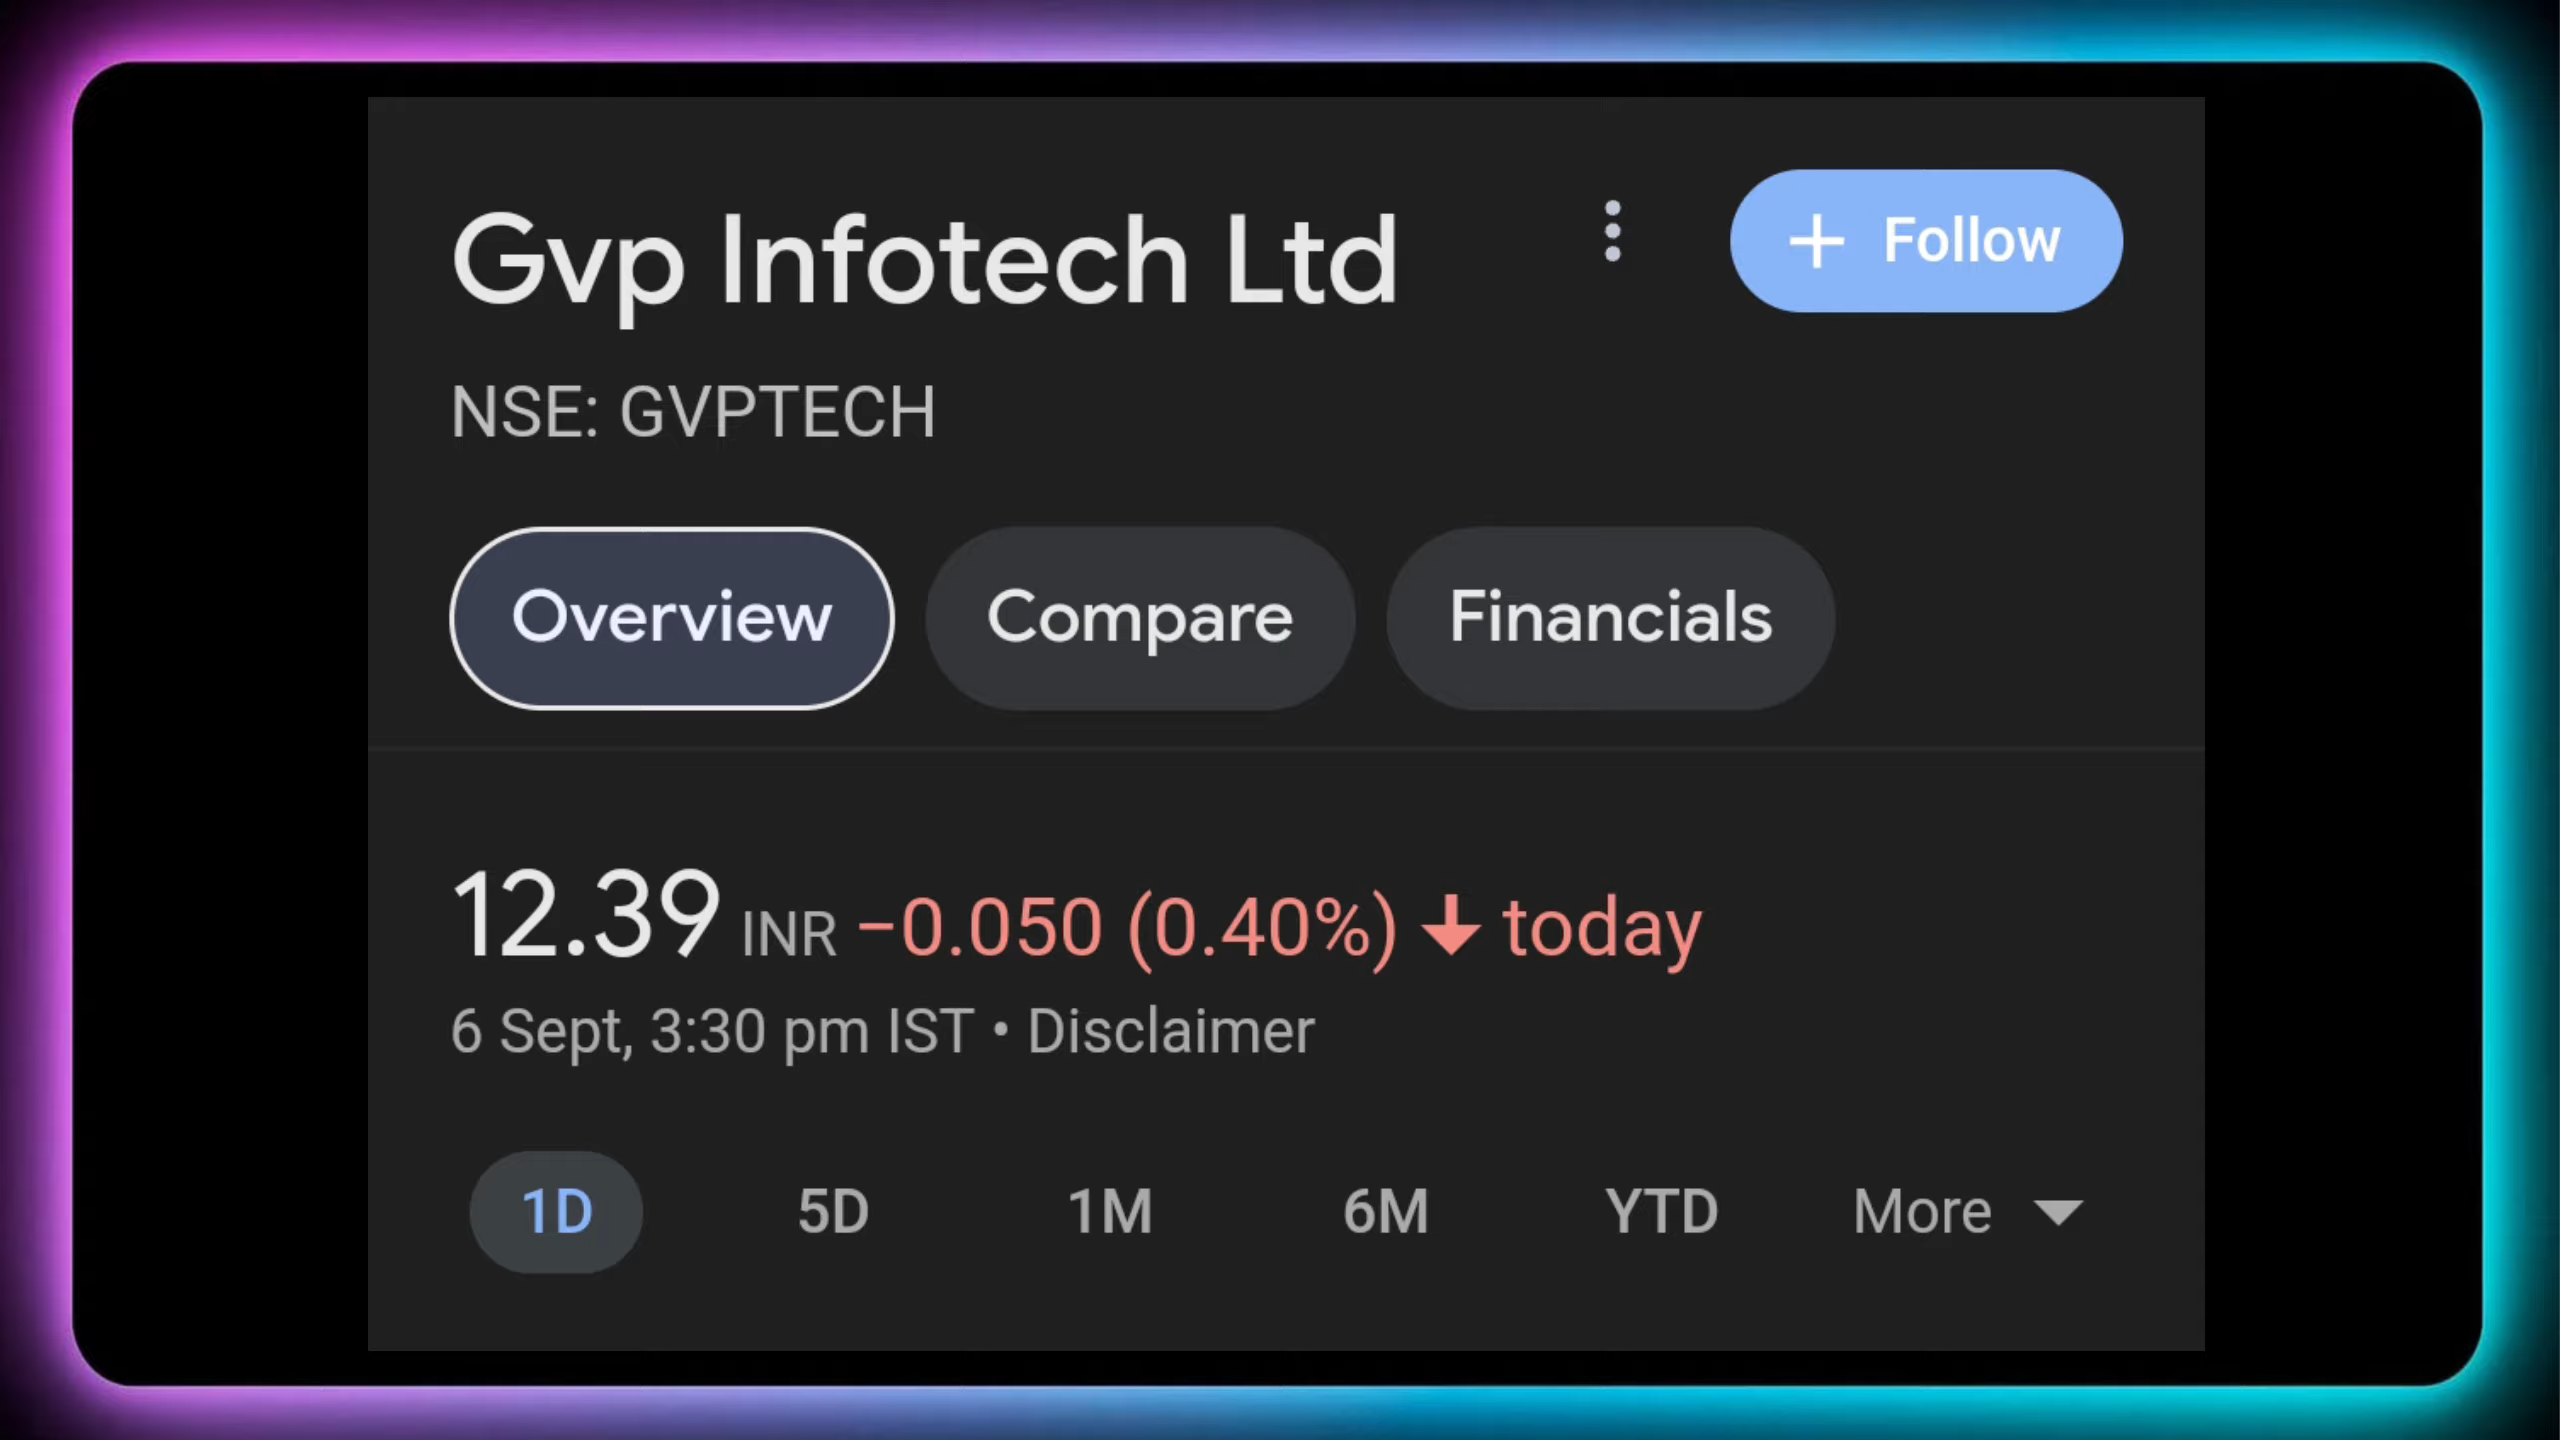 Gvp Infotech Ltd
+ Follow
NSE: GVPTECH
Overview Compare Financials
12.39 INR −0.050 (0.40%) ↓ today
6 Sept, 3:30 pm IST • Disclaimer
1D 5D 1M 6M YTD More